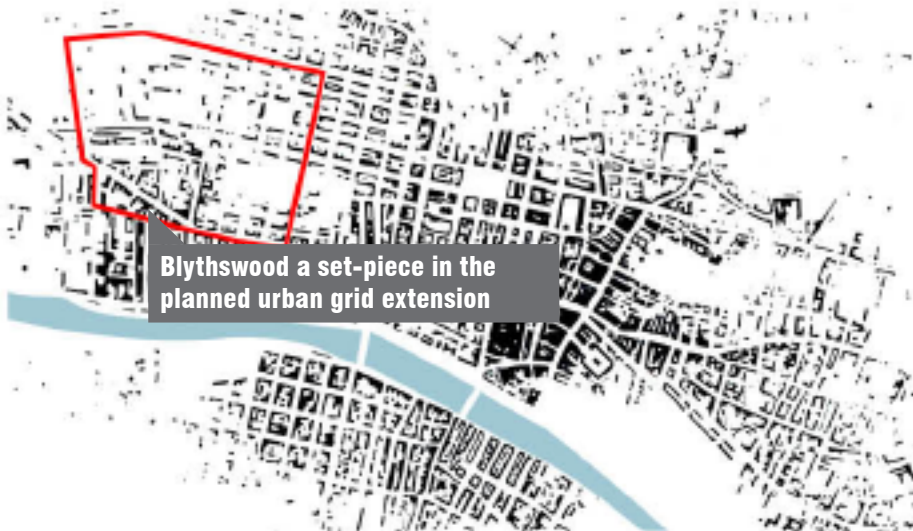 Blythswood a set-piece in the
planned urban grid extension